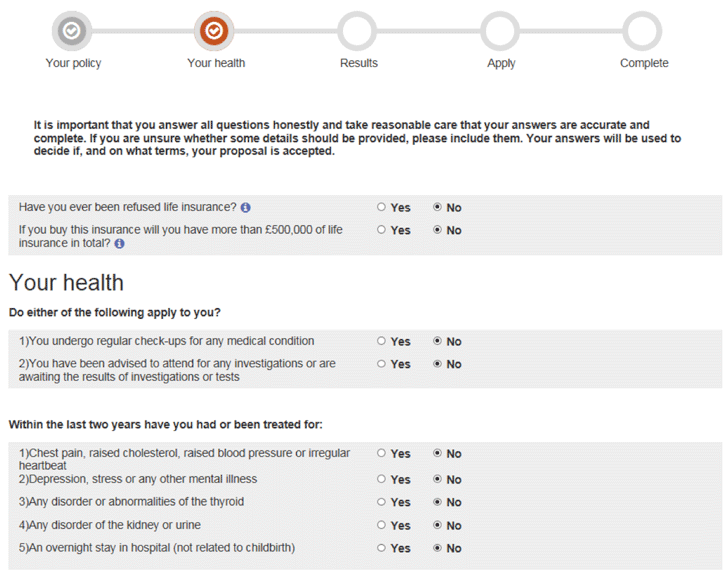 Your policy
Your health
Results
Apply
Complete
It is important that you answer all questions honestly and take reasonable care that your answers are accurate and
complete. If you are unsure whether some details should be provided, please include them. Your answers will be used to
decide if, and on what terms, your proposal is accepted.
Have you ever been refused life insurance? Yes No
If you buy this insurance will you have more than £500,000 of life Yes No
insurance in total?
Your health
Do either of the following apply to you?
1)You undergo regular check-ups for any medical condition Yes No
2)You have been advised to attend for any investigations or are Yes No
awaiting the results of investigations or tests
Within the last two years have you had or been treated for:
1)Chest pain, raised cholesterol, raised blood pressure or irregular Yes No
heartbeat
2)Depression, stress or any other mental illness Yes No
3)Any disorder or abnormalities of the thyroid Yes No
4)Any disorder of the kidney or urine Yes No
5)An overnight stay in hospital (not related to childbirth) Yes No